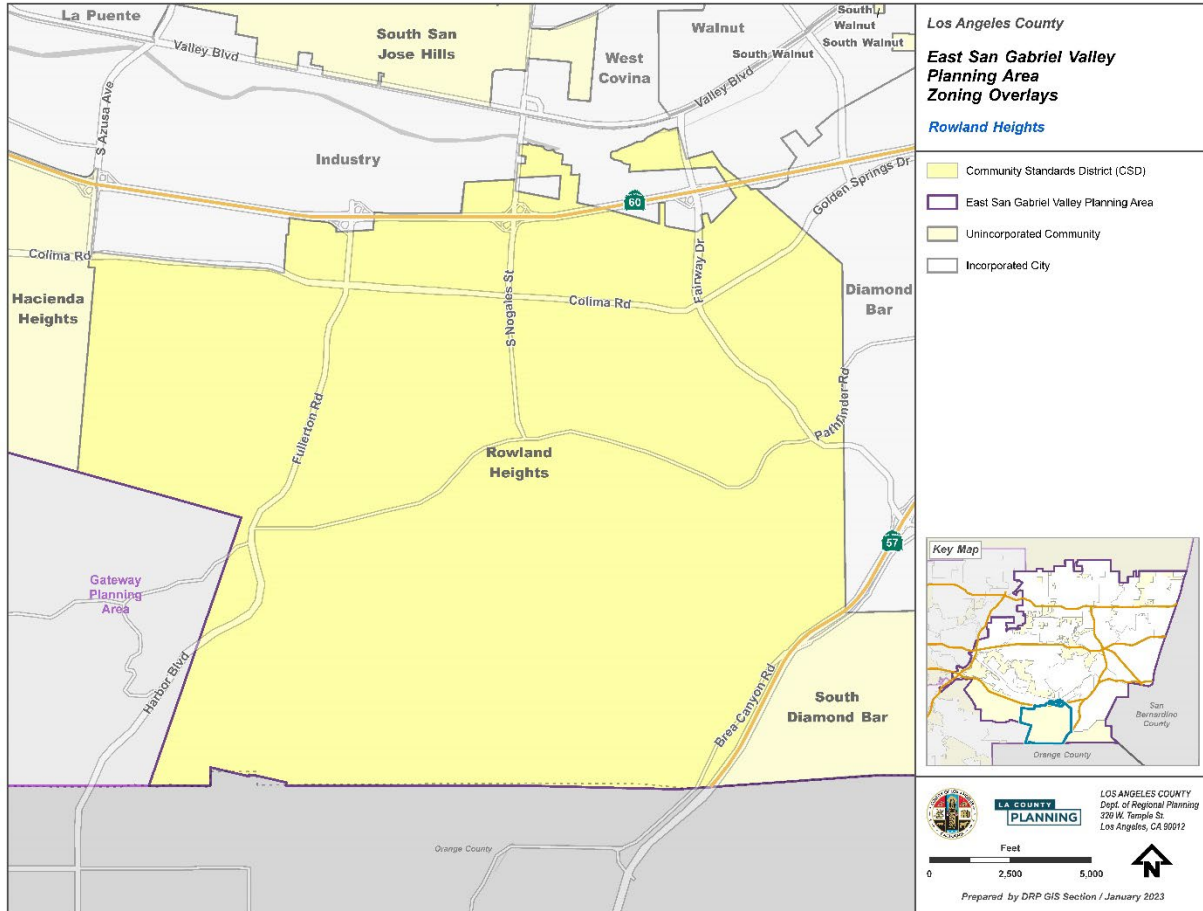 La Puente
Valley Blvd
South San
Jose Hills
S Azusa Ave
West
Covina
Walnut
South Walnut
South
Walnut
South Walnut
Valley Blvd
Industry
60
Golden Springs Dr
Colima Rd
Hacienda
Heights
Colima Rd
S Nogales St
Fairway Dr
Diamond
Bar
Fullerton Rd
Pathfinder Rd
Rowland
Heights
57
Gateway
Planning
Area
Harbor Blvd
Brea Canyon Rd
South
Diamond Bar
Orange County
Los Angeles County
East San Gabriel Valley
Planning Area
Zoning Overlays
Rowland Heights
Community Standards District (CSD)
East San Gabriel Valley Planning Area
Unincorporated Community
Incorporated City
Key Map
San
Bernardino
County
Orange County
LA COUNTY
PLANNING
LOS ANGELES COUNTY
Dept. of Regional Planning
320 W. Temple St.
Los Angeles, CA 90012
Feet
0 2,500 5,000
N
Prepared by DRP GIS Section / January 2023